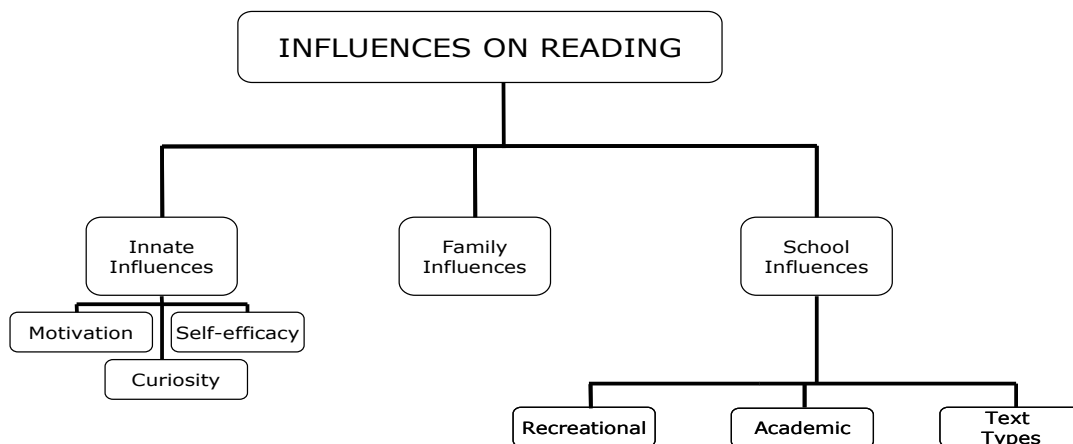 INFLUENCES ON READING
Innate
Influences
Family
Influences
School
Influences
Motivation
Self-efficacy
Curiosity
Recreational
Academic
Text
Types